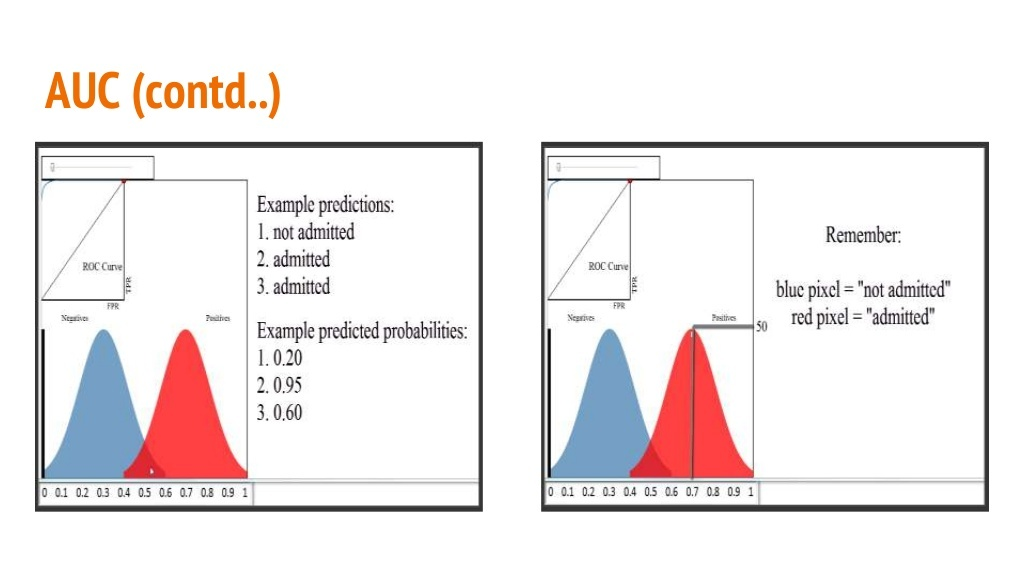 AUC (contd..)
ROC Curve
TPR
FPR
Negatives
Positives
0 0.1 0.2 0.3 0.4 0.5 0.6 0.7 0.8 0.9 1
Example predictions:
1. not admitted
2. admitted
3. admitted
Example predicted probabilities:
1. 0.20
2. 0.95
3. 0.60
ROC Curve
TPR
FPR
Negatives
Positives
50
0 0.1 0.2 0.3 0.4 0.5 0.6 0.7 0.8 0.9 1
Remember:
blue pixel = "not admitted"
red pixel = "admitted"